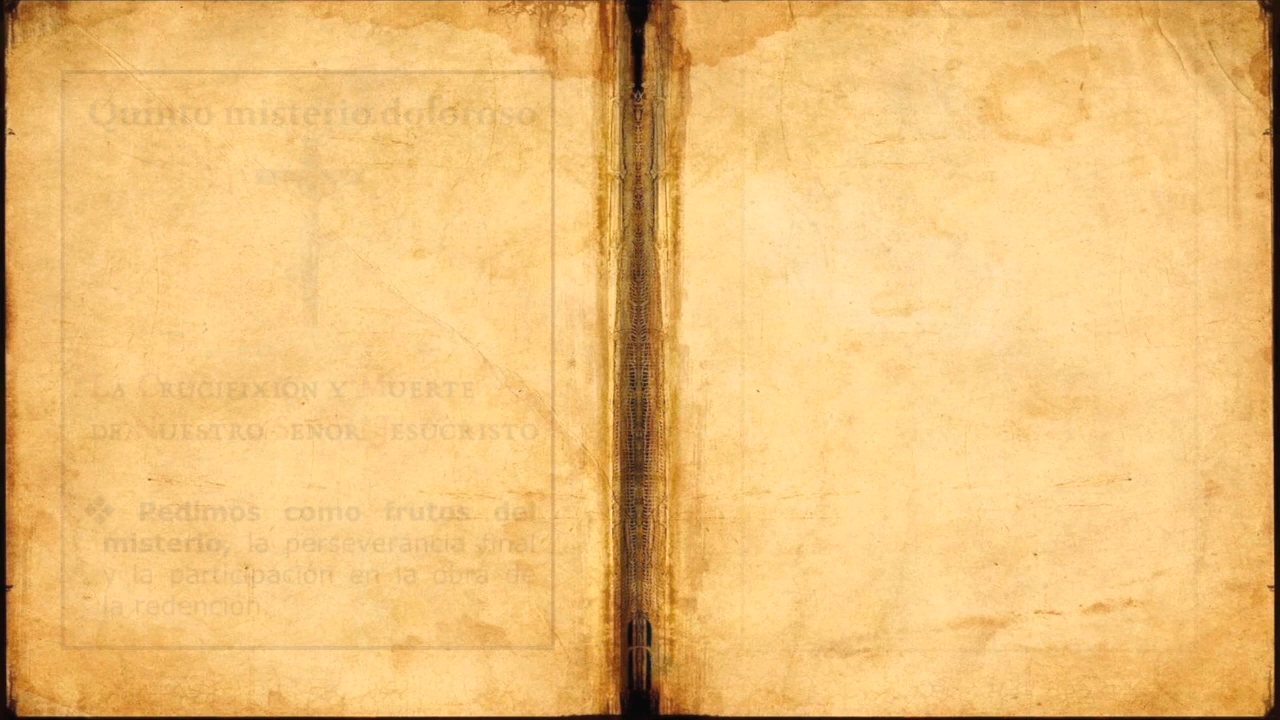 Quinto misterio doloroso
LA CRUCIFIXIÓN Y MUERTE
DE NUESTRO SEÑOR JESUCRISTO
❖ Pedimos como frutos del
misterio, la perseverancia final
y la participación en la obra de
la redención.